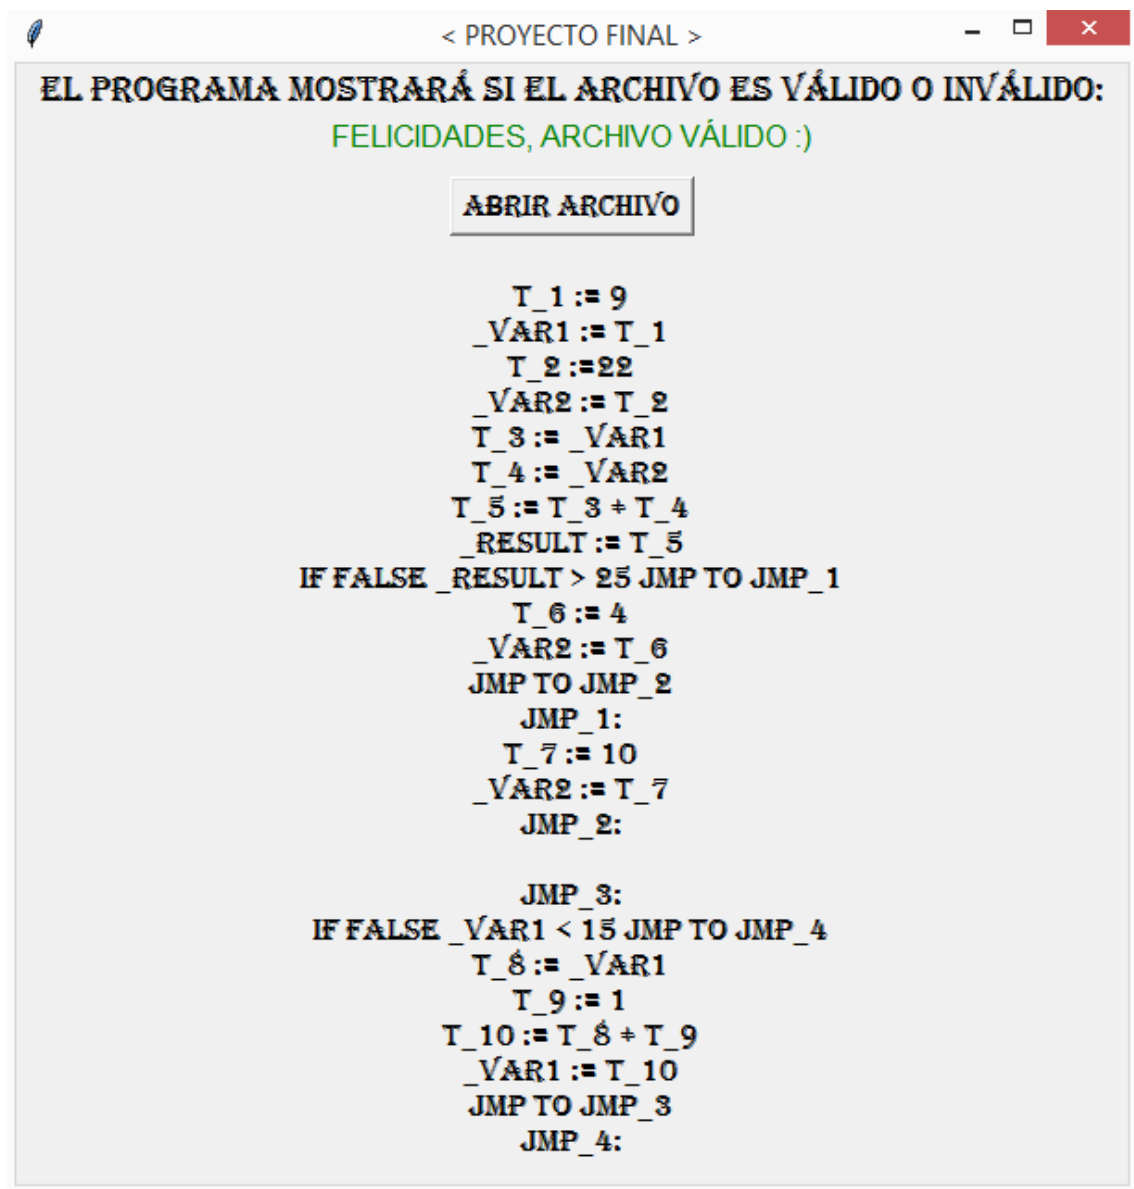 < PROYECTO FINAL >
EL PROGRAMA MOSTRARÁ SI EL ARCHIVO ES VÁLIDO O INVÁLIDO:
FELICIDADES, ARCHIVO VÁLIDO :)
ABRIR ARCHIVO
T_1 := 9
_VAR1 := T_1
T_2 :=22
_VAR2 := T_2
T_3 := _VAR1
T_4 := _VAR2
T_5 := T_3 + T_4
_RESULT := T_5
IF FALSE _RESULT > 25 JMP TO JMP_1
T_6 := 4
_VAR2 := T_6
JMP TO JMP_2
JMP_1:
T_7 := 10
_VAR2 := T_7
JMP_2:
JMP_3:
IF FALSE _VAR1 < 15 JMP TO JMP_4
T_8 := _VAR1
T_9 := 1
T_10 := T_8 + T_9
_VAR1 := T_10
JMP TO JMP_3
JMP_4: